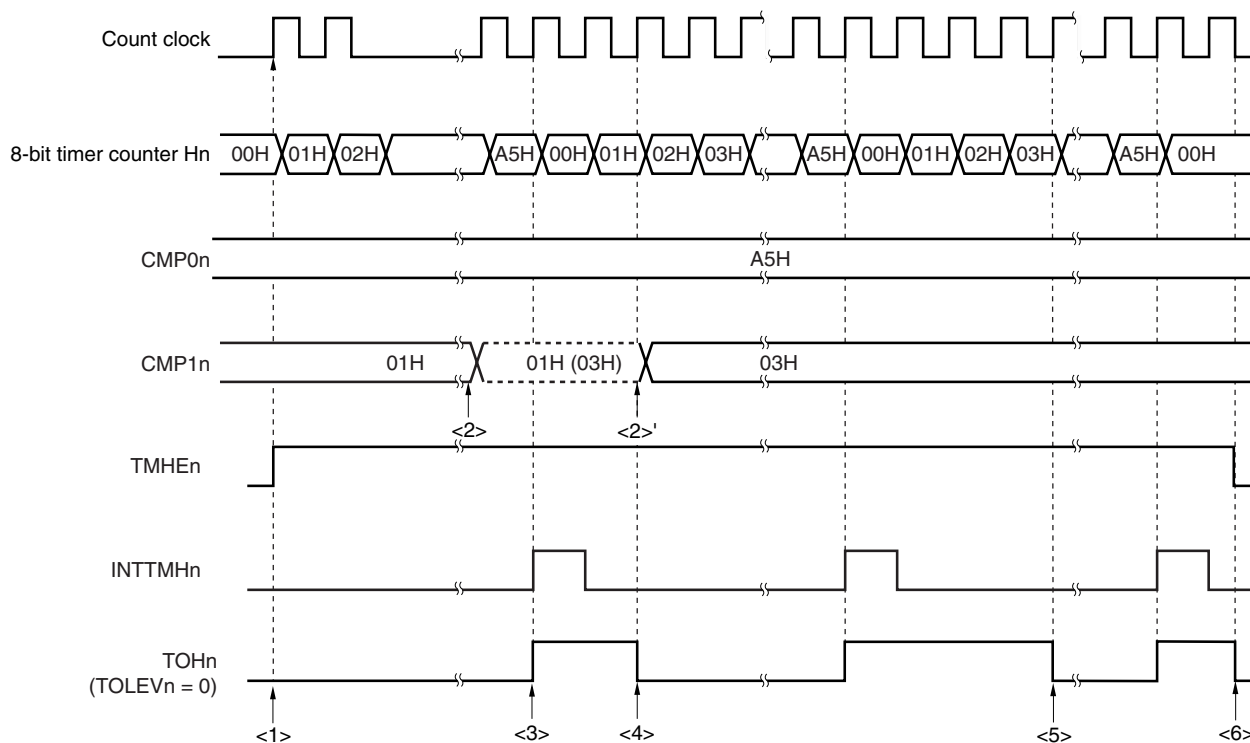 Count clock
8-bit timer counter Hn 00H 01H 02H A5H 00H 01H 02H 03H A5H 00H 01H 02H 03H A5H 00H
CMP0n A5H
CMP1n 01H 01H (03H) 03H
<2> <2>'
TMHEn
INTTMHn
TOHn
(TOLEVn = 0)
<1> <3> <4> <5> <6>